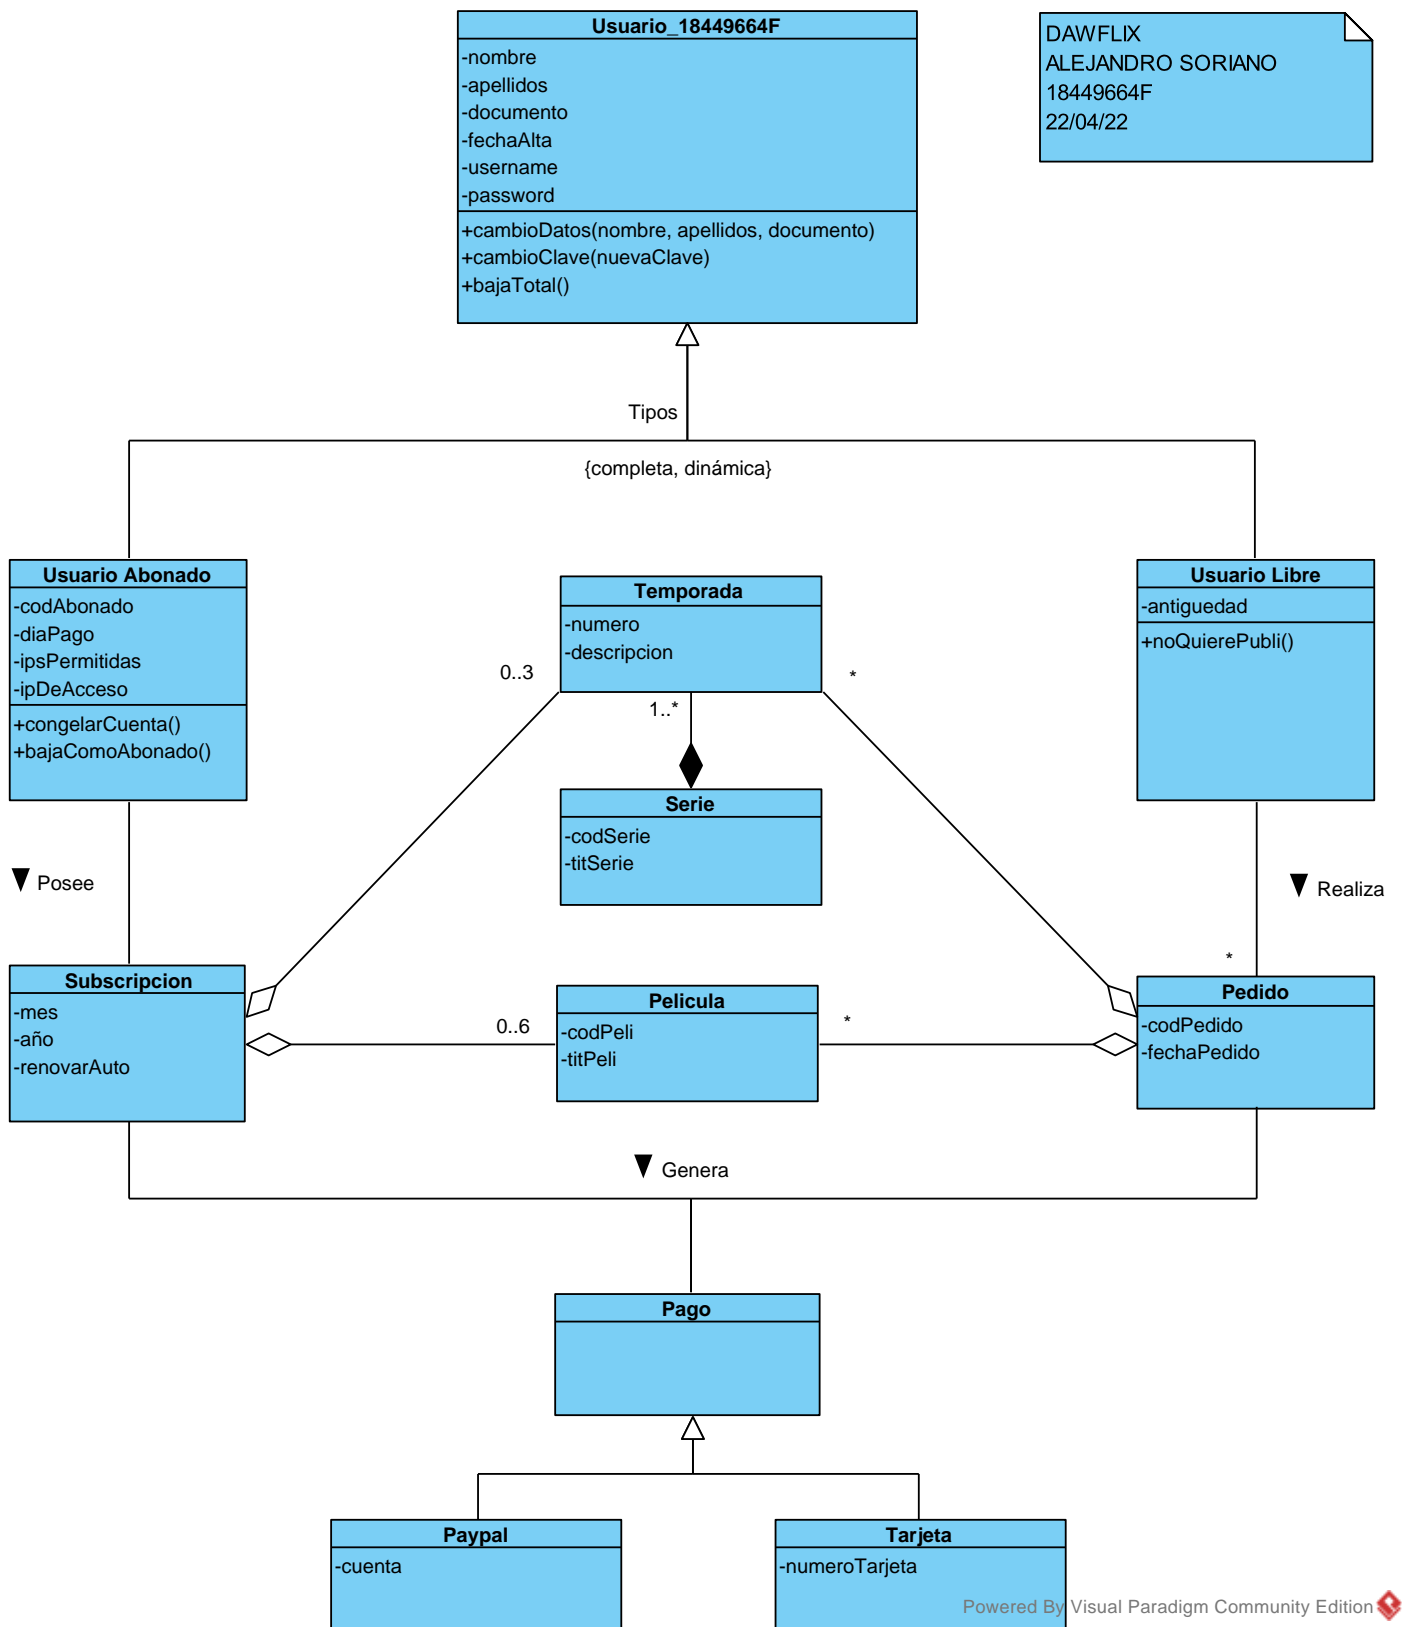 Usuario_18449664F
-nombre
-apellidos
-documento
-fechaAlta
-username
-password
+cambioDatos(nombre, apellidos, documento)
+cambioClave(nuevaClave)
+bajaTotal()
DAWFLIX
ALEJANDRO SORIANO
18449664F
22/04/22
Tipos
{completa, dinámica}
Usuario Abonado
-codAbonado
-diaPago
-ipsPermitidas
-ipDeAcceso
+congelarCuenta()
+bajaComoAbonado()
Temporada
-numero
-descripcion
Usuario Libre
-antiguedad
+noQuierePubli()
0..3
*
1..*
Serie
-codSerie
-titSerie
Posee
Realiza
*
Subscripcion
-mes
-año
-renovarAuto
0..6
Pelicula
-codPeli
-titPeli
*
Pedido
-codPedido
-fechaPedido
Genera
Pago
Paypal
-cuenta
Tarjeta
-numeroTarjeta
Powered By Visual Paradigm Community Edition